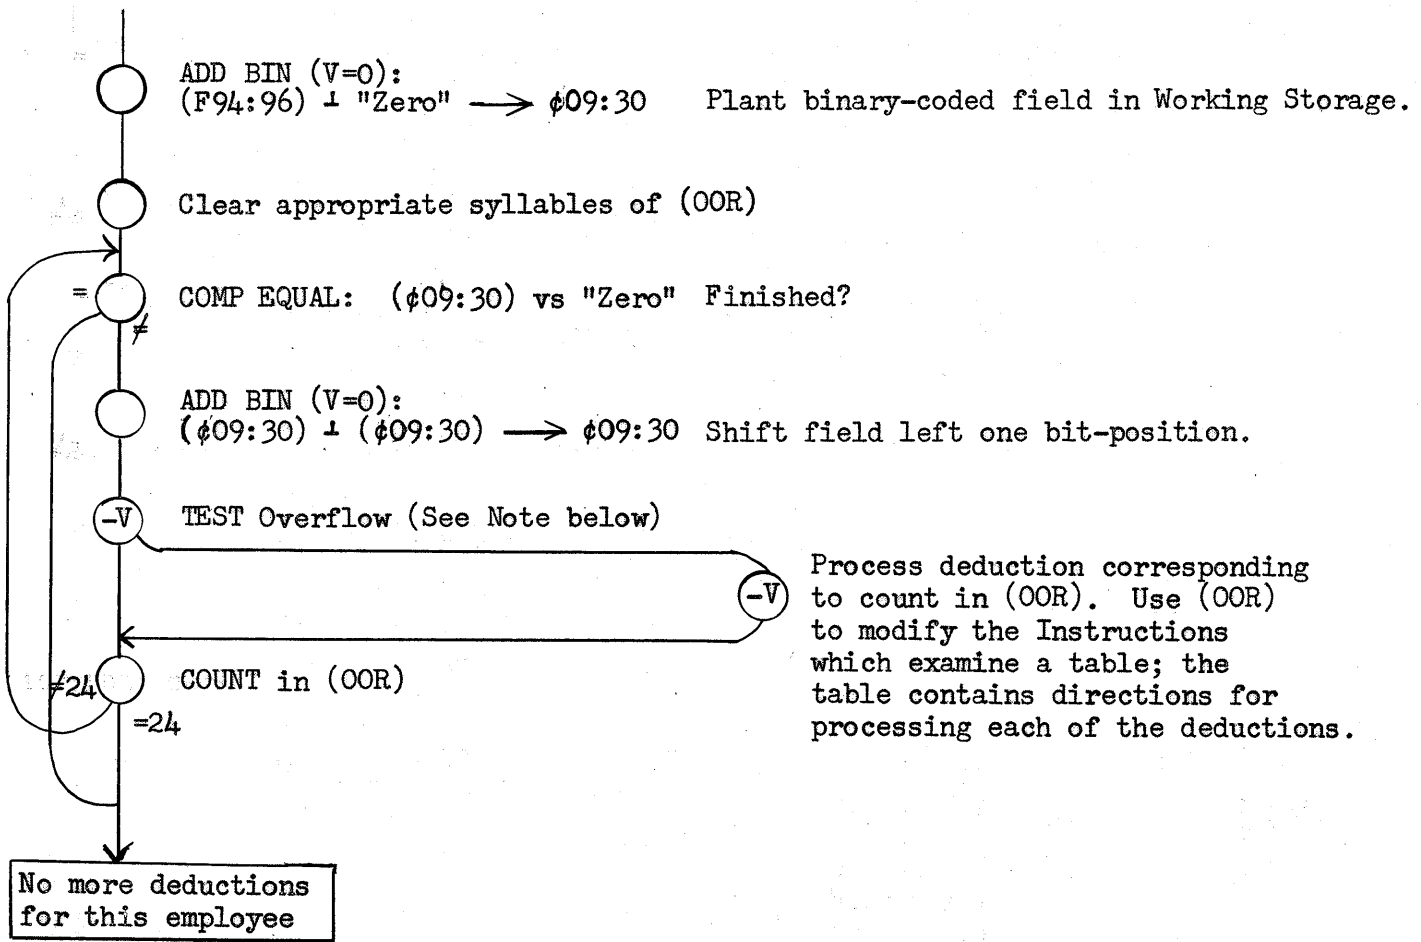 ADD BIN (V=0):
(F94:96) ⊥ "Zero" ⟶ ¢09:30 Plant binary-coded field in Working Storage.
Clear appropriate syllables of (OOR)
= COMP EQUAL: (¢09:30) vs "Zero" Finished?
≠
ADD BIN (V=0):
(¢09:30) ⊥ (¢09:30) ⟶ ¢09:30 Shift field left one bit-position.
-V TEST Overflow (See Note below)
-V
Process deduction corresponding
to count in (OOR). Use (OOR)
to modify the Instructions
which examine a table; the
table contains directions for
processing each of the deductions.
≠24 COUNT in (OOR)
=24
No more deductions
for this employee